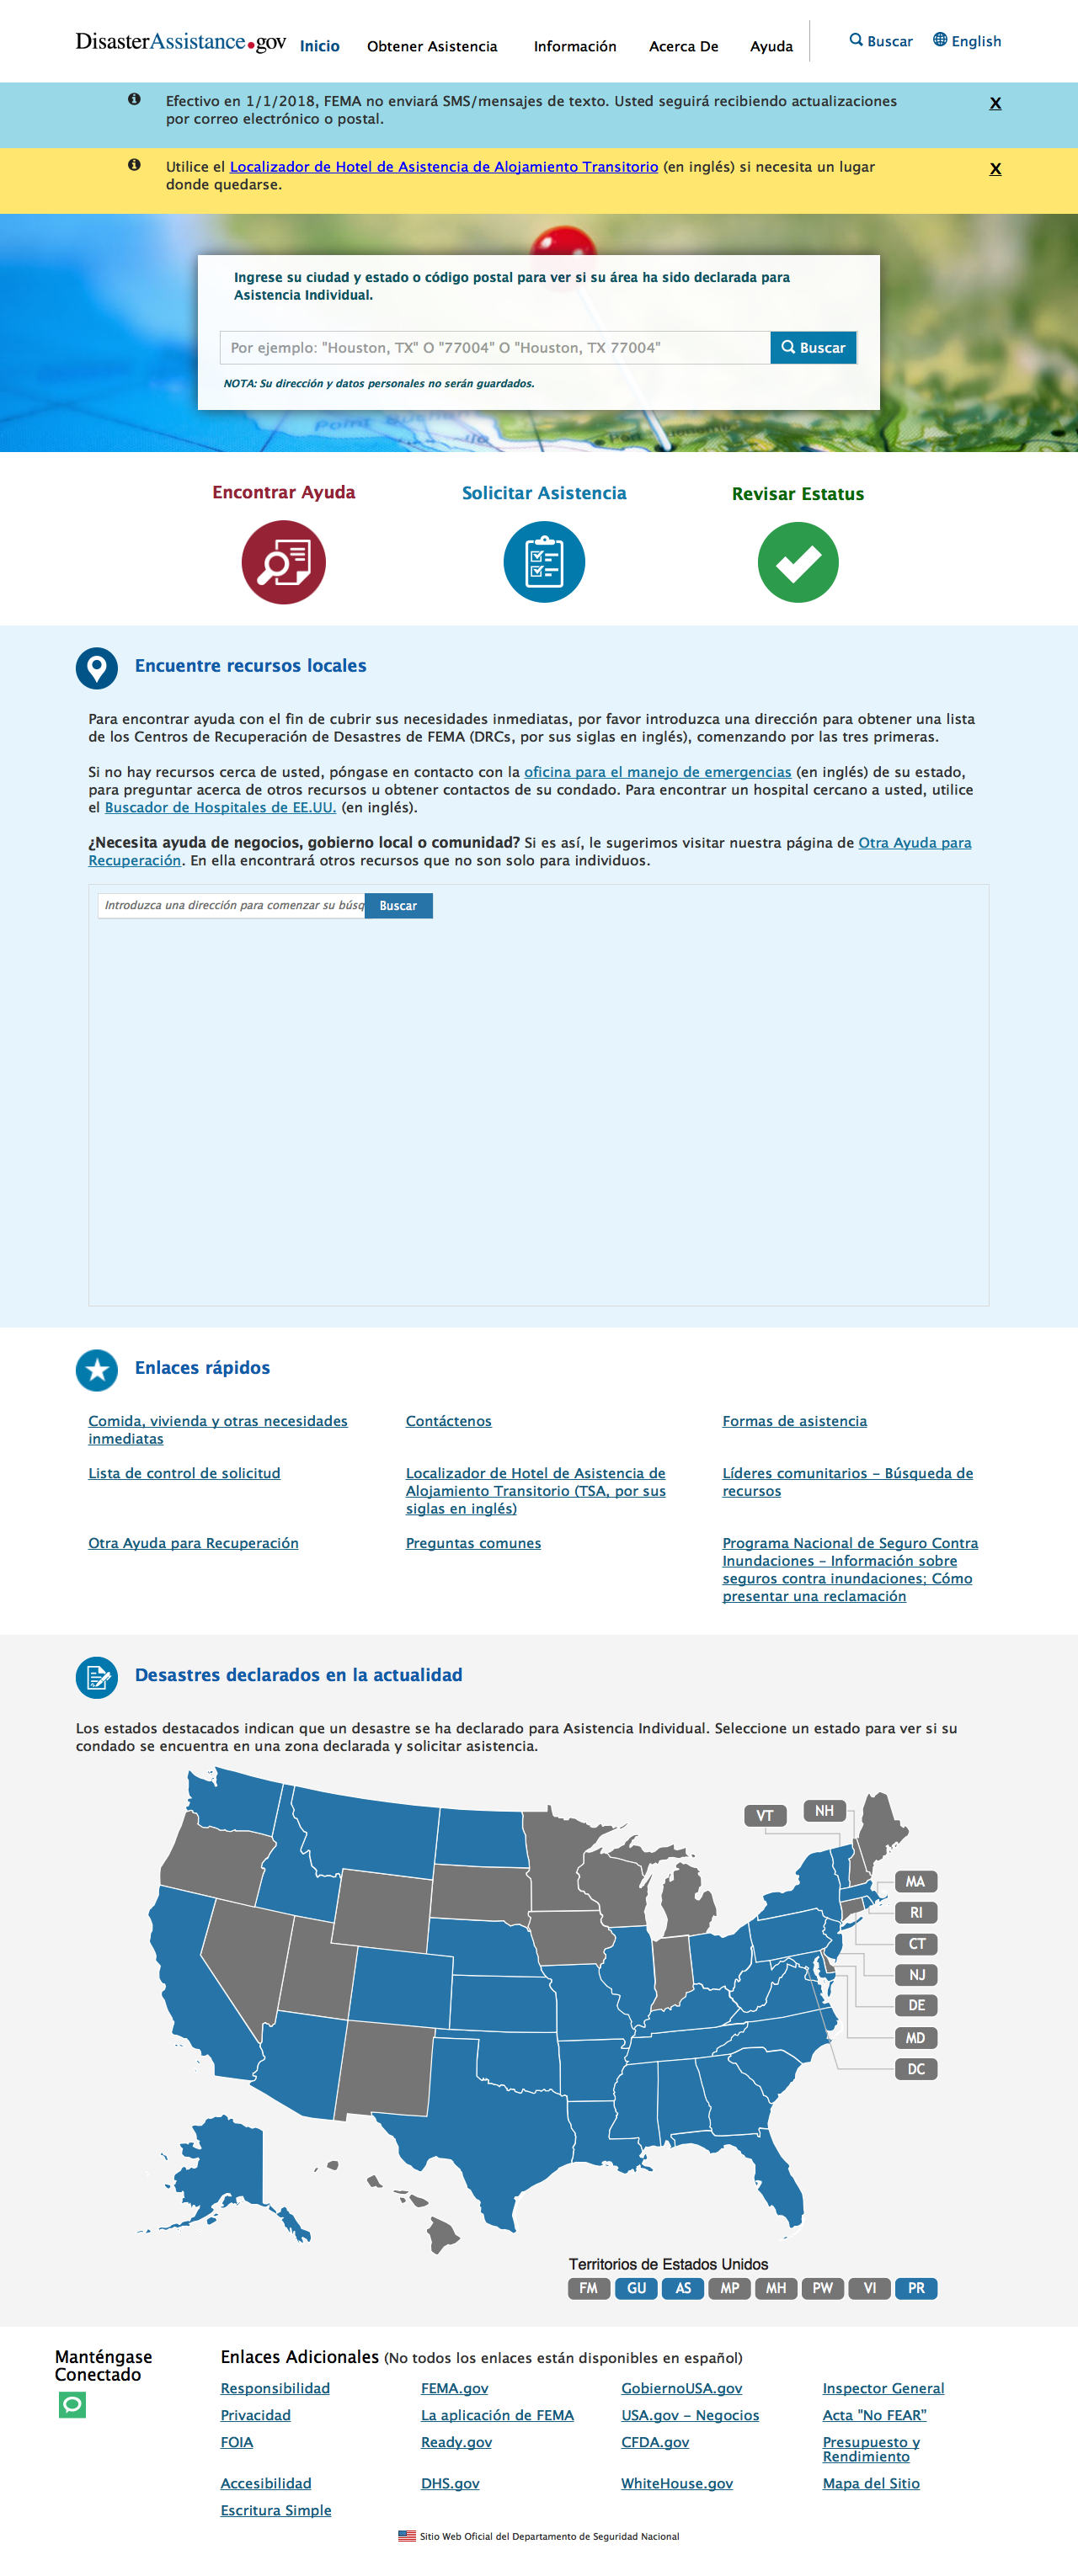 DisasterAssistance.gov
Inicio
Obtener Asistencia
Información
Acerca De
Ayuda
Buscar
English
Efectivo en 1/1/2018, FEMA no enviará SMS/mensajes de texto. Usted seguirá recibiendo actualizaciones
por correo electrónico o postal.
X
Utilice el Localizador de Hotel de Asistencia de Alojamiento Transitorio (en inglés) si necesita un lugar
donde quedarse.
X
Ingrese su ciudad y estado o código postal para ver si su área ha sido declarada para
Asistencia Individual.
Por ejemplo: "Houston, TX" O "77004" O "Houston, TX 77004"
Buscar
NOTA: Su dirección y datos personales no serán guardados.
Encontrar Ayuda
Solicitar Asistencia
Revisar Estatus
Encuentre recursos locales
Para encontrar ayuda con el fin de cubrir sus necesidades inmediatas, por favor introduzca una dirección para obtener una lista
de los Centros de Recuperación de Desastres de FEMA (DRCs, por sus siglas en inglés), comenzando por las tres primeras.
Si no hay recursos cerca de usted, póngase en contacto con la oficina para el manejo de emergencias (en inglés) de su estado,
para preguntar acerca de otros recursos u obtener contactos de su condado. Para encontrar un hospital cercano a usted, utilice
el Buscador de Hospitales de EE.UU. (en inglés).
¿Necesita ayuda de negocios, gobierno local o comunidad? Si es así, le sugerimos visitar nuestra página de Otra Ayuda para
Recuperación. En ella encontrará otros recursos que no son solo para individuos.
Introduzca una dirección para comenzar su búsq
Buscar
Enlaces rápidos
Comida, vivienda y otras necesidades
inmediatas
Contáctenos
Formas de asistencia
Lista de control de solicitud
Localizador de Hotel de Asistencia de
Alojamiento Transitorio (TSA, por sus
siglas en inglés)
Líderes comunitarios – Búsqueda de
recursos
Otra Ayuda para Recuperación
Preguntas comunes
Programa Nacional de Seguro Contra
Inundaciones – Información sobre
seguros contra inundaciones; Cómo
presentar una reclamación
Desastres declarados en la actualidad
Los estados destacados indican que un desastre se ha declarado para Asistencia Individual. Seleccione un estado para ver si su
condado se encuentra en una zona declarada y solicitar asistencia.
VT
NH
MA
RI
CT
NJ
DE
MD
DC
Territorios de Estados Unidos
FM
GU
AS
MP
MH
PW
VI
PR
Manténgase
Conectado
Enlaces Adicionales (No todos los enlaces están disponibles en español)
Responsibilidad
FEMA.gov
GobiernoUSA.gov
Inspector General
Privacidad
La aplicación de FEMA
USA.gov – Negocios
Acta "No FEAR"
FOIA
Ready.gov
CFDA.gov
Presupuesto y
Rendimiento
Accesibilidad
DHS.gov
WhiteHouse.gov
Mapa del Sitio
Escritura Simple
Sitio Web Oficial del Departamento de Seguridad Nacional